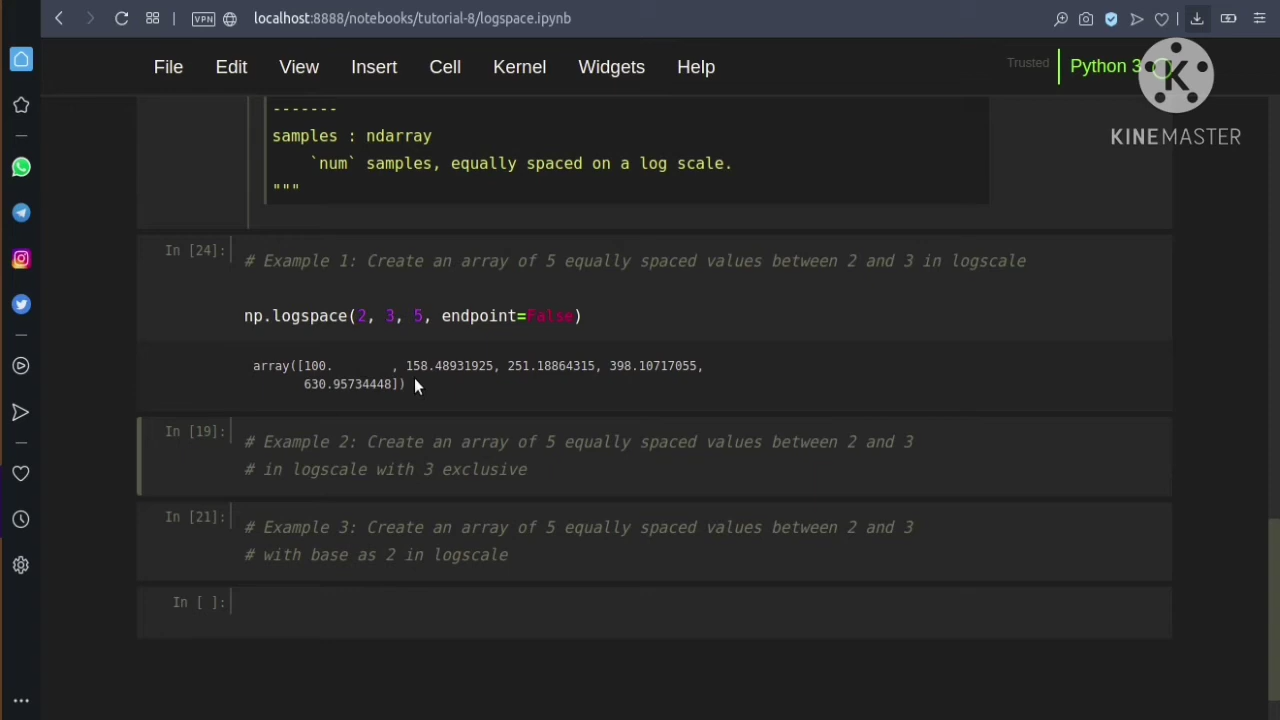 VPN localhost:8888/notebooks/tutorial-8/logspace.ipynb
File Edit View Insert Cell Kernel Widgets Help Trusted Python 3
K
KINEMASTER
-------
samples : ndarray
`num` samples, equally spaced on a log scale.
"""
In [24]:
# Example 1: Create an array of 5 equally spaced values between 2 and 3 in logscale
np.logspace(2, 3, 5, endpoint=False)
array([100.        , 158.48931925, 251.18864315, 398.10717055,
630.95734448])
In [19]:
# Example 2: Create an array of 5 equally spaced values between 2 and 3
# in logscale with 3 exclusive
In [21]:
# Example 3: Create an array of 5 equally spaced values between 2 and 3
# with base as 2 in logscale
In [ ]: